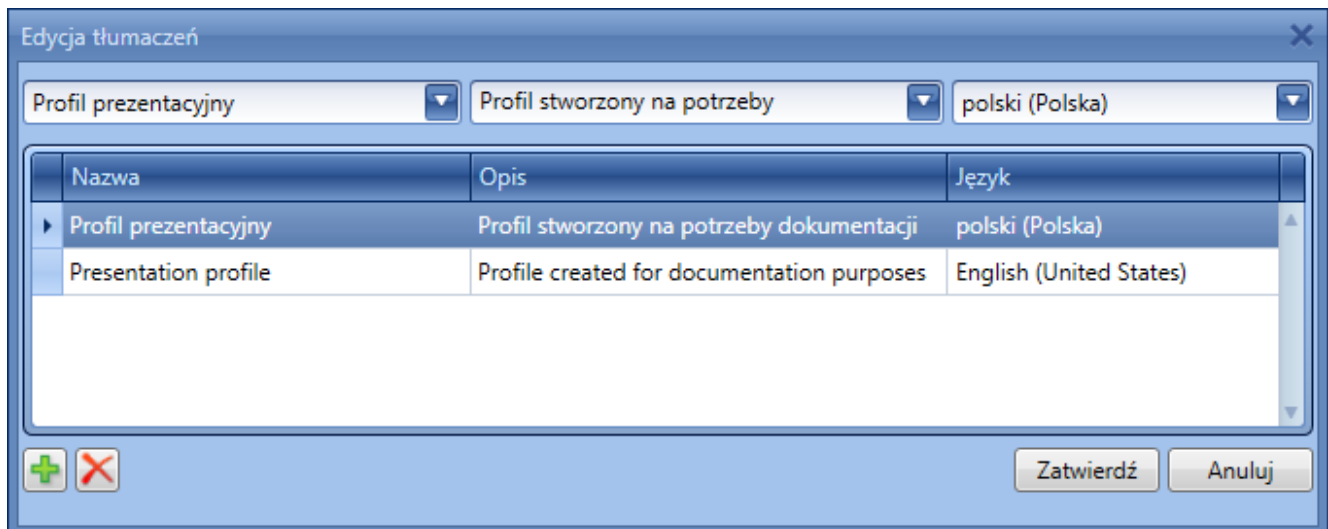 Edycja tłumaczeń
Profil prezentacyjny Profil stworzony na potrzeby polski (Polska)
Nazwa Opis Język
Profil prezentacyjny Profil stworzony na potrzeby dokumentacji polski (Polska)
Presentation profile Profile created for documentation purposes English (United States)
Zatwierdź Anuluj